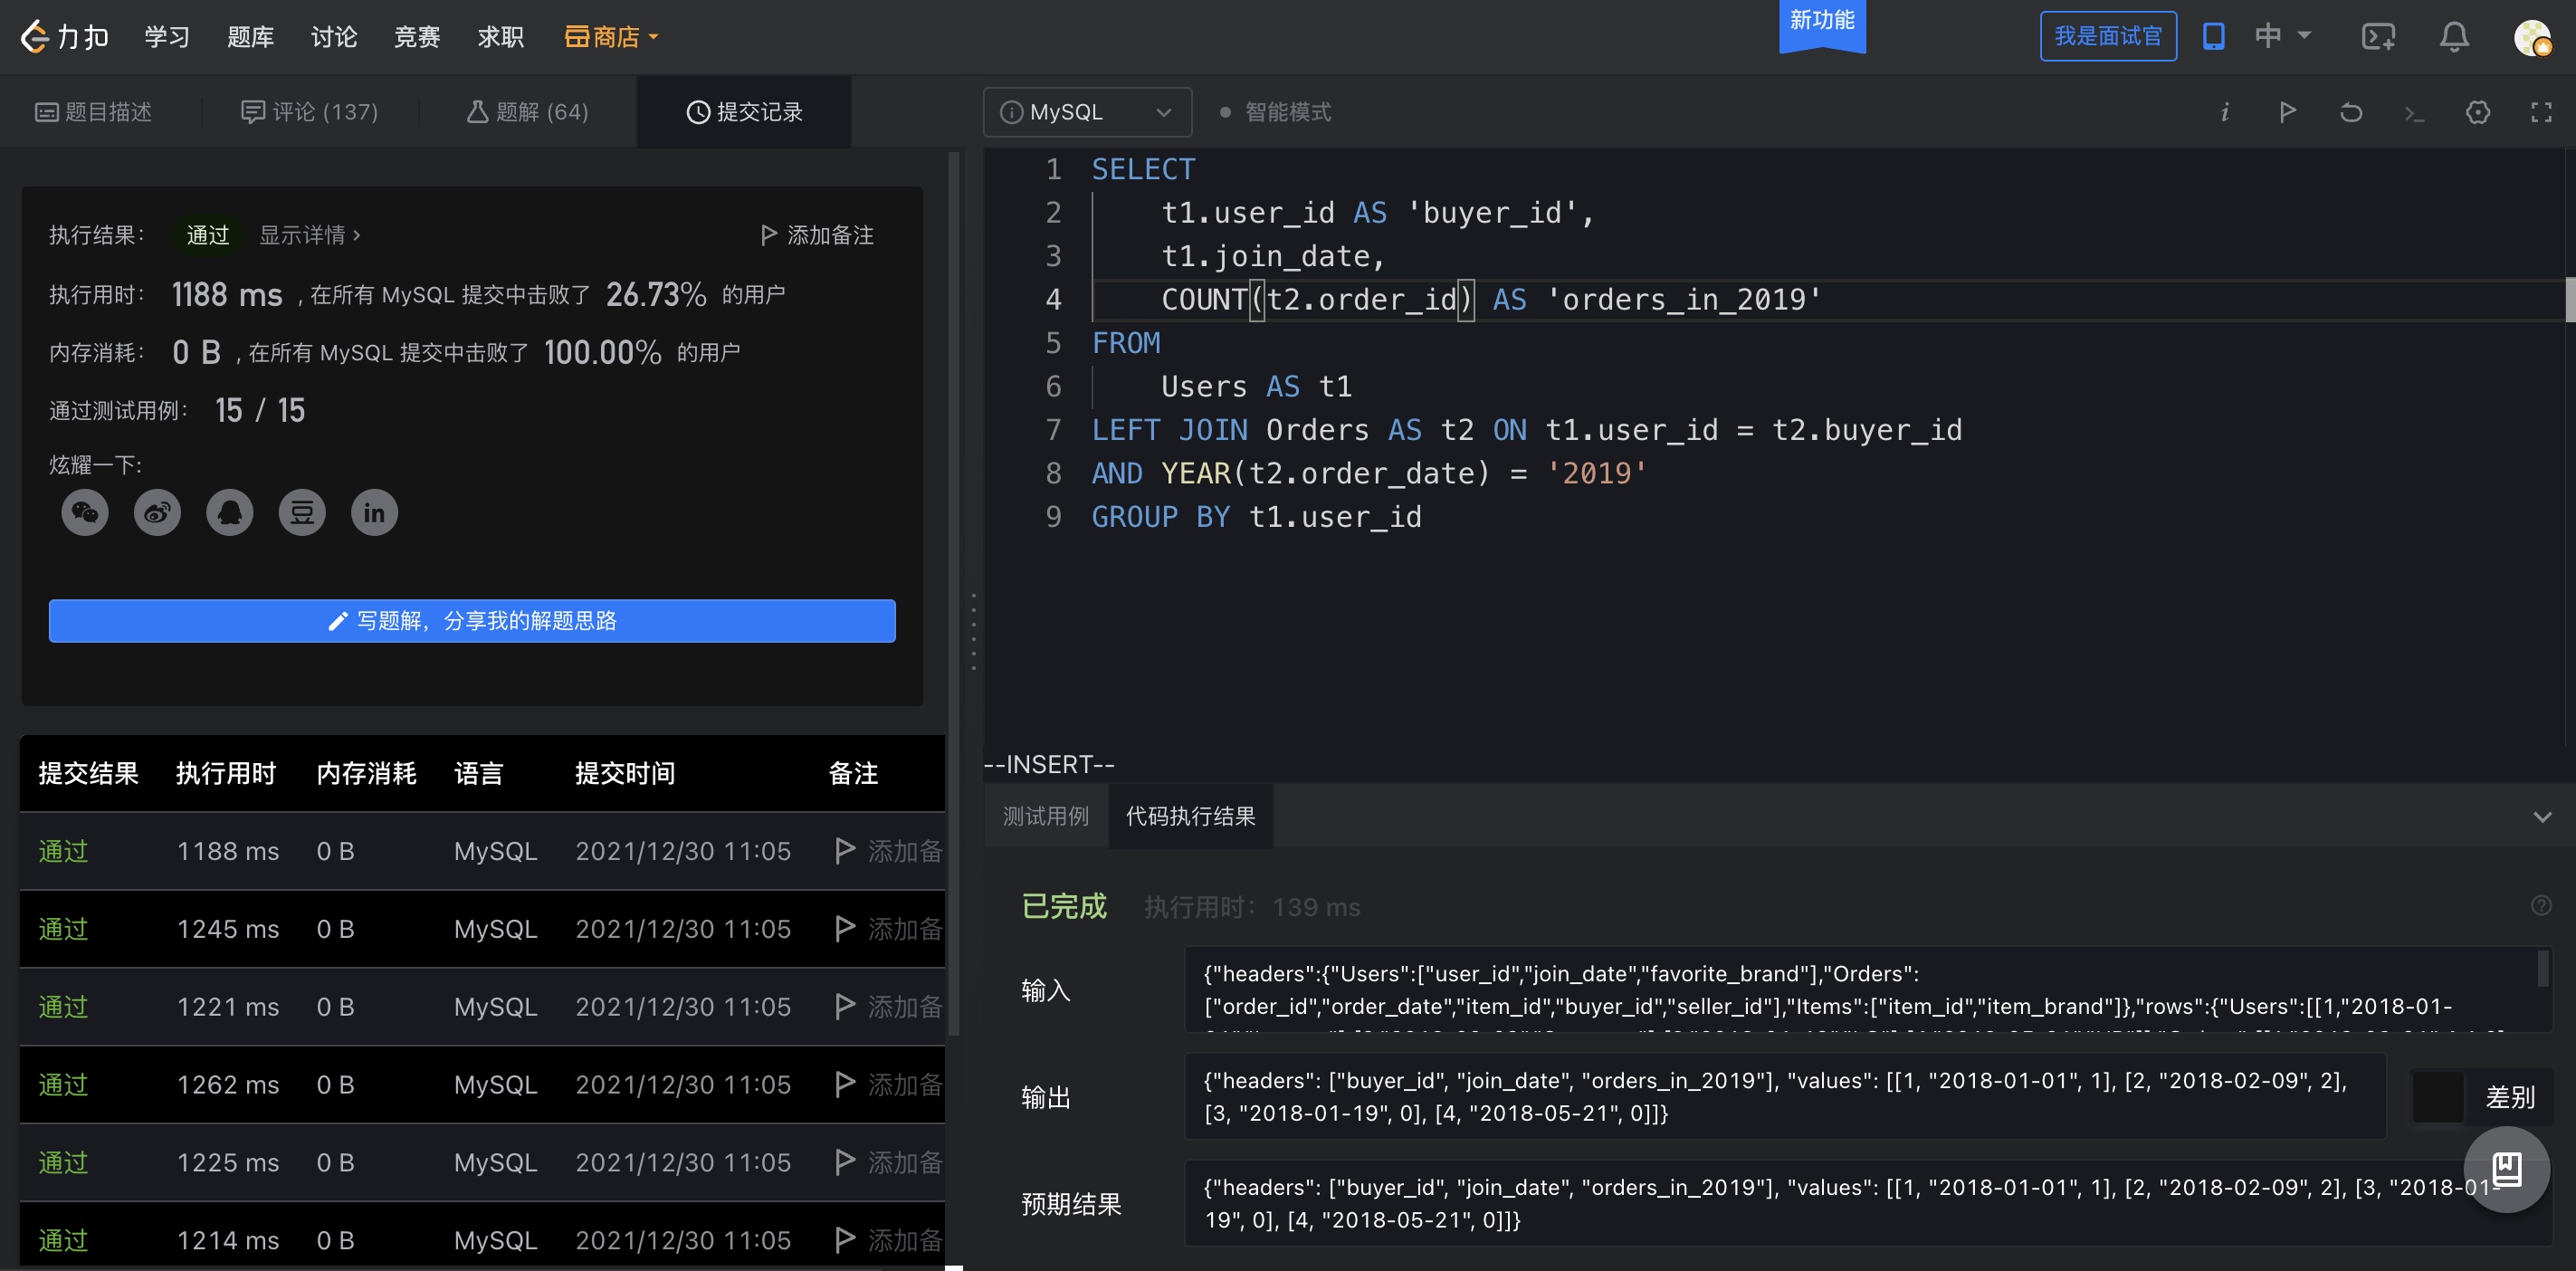 力扣 学习 题库 讨论 竞赛 求职 商店 新功能 我是面试官 中
题目描述 评论 (137) 题解 (64) 提交记录
执行结果： 通过 显示详情 › 添加备注
执行用时： 1188 ms , 在所有 MySQL 提交中击败了 26.73% 的用户
内存消耗： 0 B , 在所有 MySQL 提交中击败了 100.00% 的用户
通过测试用例： 15 / 15
炫耀一下:
豆 in
写题解，分享我的解题思路
提交结果 执行用时 内存消耗 语言 提交时间 备注
通过 1188 ms 0 B MySQL 2021/12/30 11:05 添加备
通过 1245 ms 0 B MySQL 2021/12/30 11:05 添加备
通过 1221 ms 0 B MySQL 2021/12/30 11:05 添加备
通过 1262 ms 0 B MySQL 2021/12/30 11:05 添加备
通过 1225 ms 0 B MySQL 2021/12/30 11:05 添加备
通过 1214 ms 0 B MySQL 2021/12/30 11:05 添加备
MySQL 智能模式
1 SELECT
2 t1.user_id AS 'buyer_id',
3 t1.join_date,
4 COUNT(t2.order_id) AS 'orders_in_2019'
5 FROM
6 Users AS t1
7 LEFT JOIN Orders AS t2 ON t1.user_id = t2.buyer_id
8 AND YEAR(t2.order_date) = '2019'
9 GROUP BY t1.user_id
--INSERT--
测试用例 代码执行结果
已完成 执行用时： 139 ms
输入
{"headers":{"Users":["user_id","join_date","favorite_brand"],"Orders":
["order_id","order_date","item_id","buyer_id","seller_id"],"Items":["item_id","item_brand"]},"rows":{"Users":[[1,"2018-01-
输出
{"headers": ["buyer_id", "join_date", "orders_in_2019"], "values": [[1, "2018-01-01", 1], [2, "2018-02-09", 2],
[3, "2018-01-19", 0], [4, "2018-05-21", 0]]}
差别
预期结果
{"headers": ["buyer_id", "join_date", "orders_in_2019"], "values": [[1, "2018-01-01", 1], [2, "2018-02-09", 2], [3, "2018-01-
19", 0], [4, "2018-05-21", 0]]}